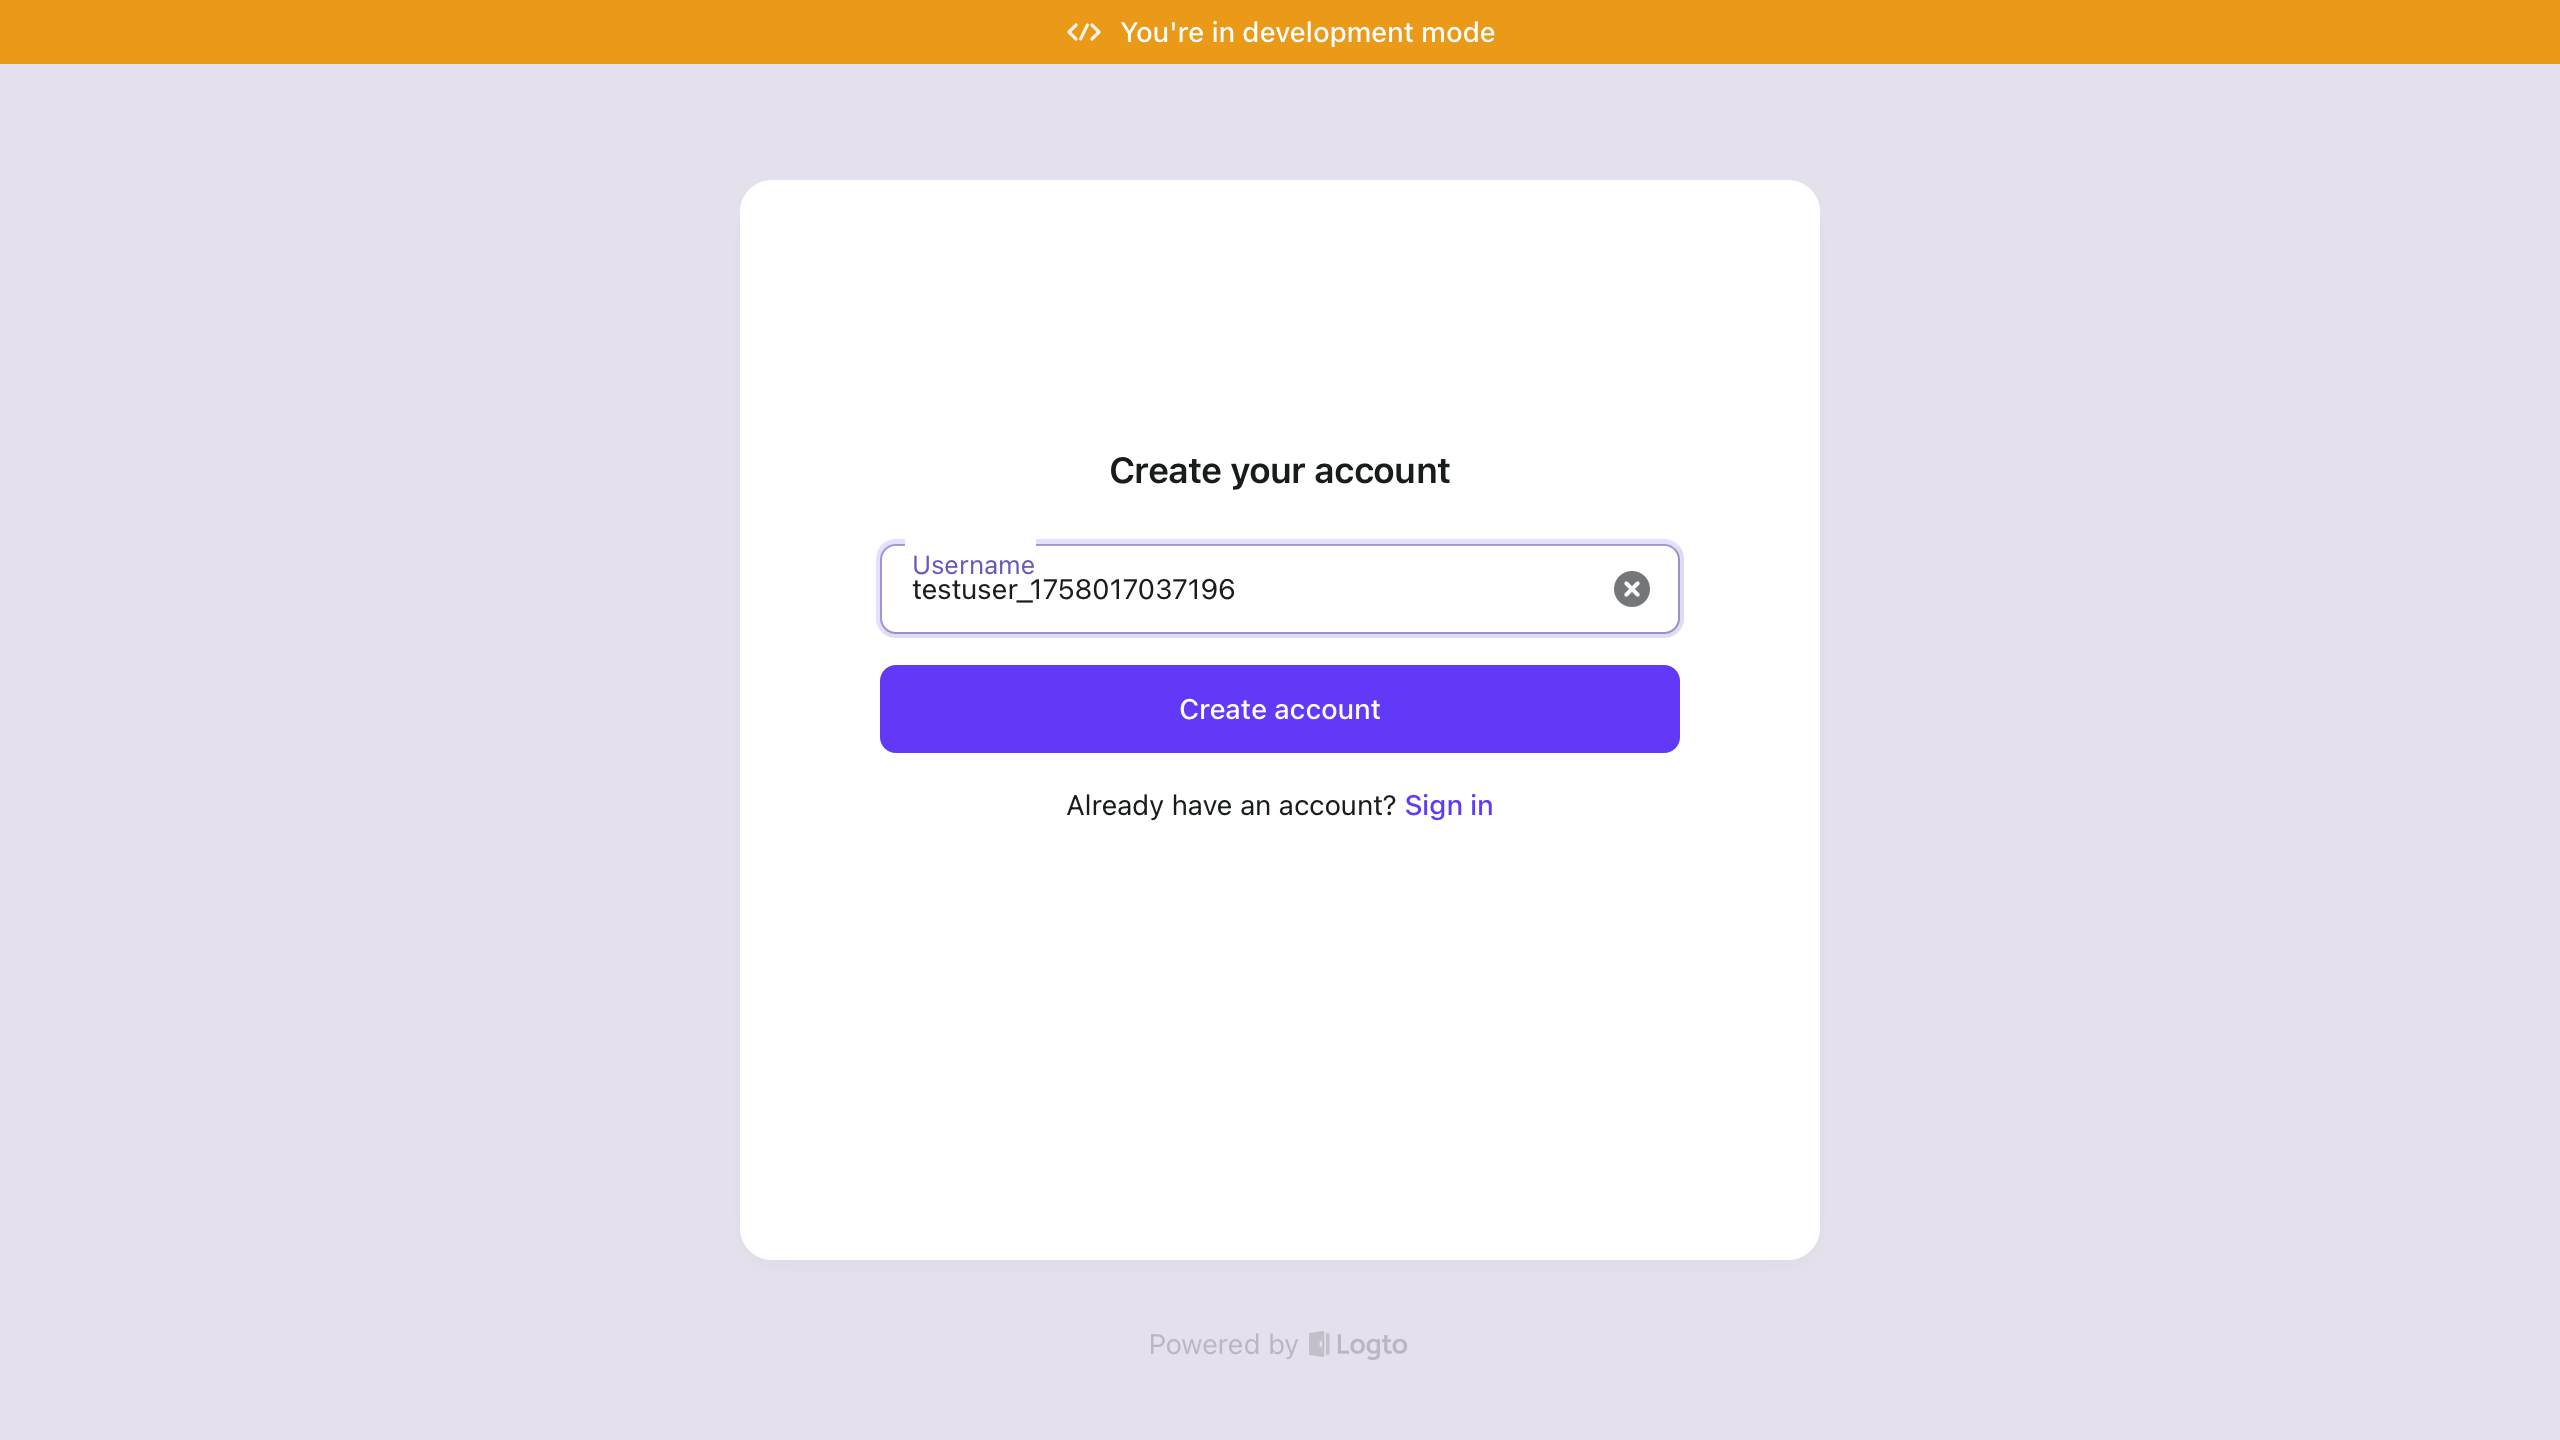 You're in development mode
Create your account
Username
testuser_1758017037196
Create account
Already have an account? Sign in
Powered by Logto